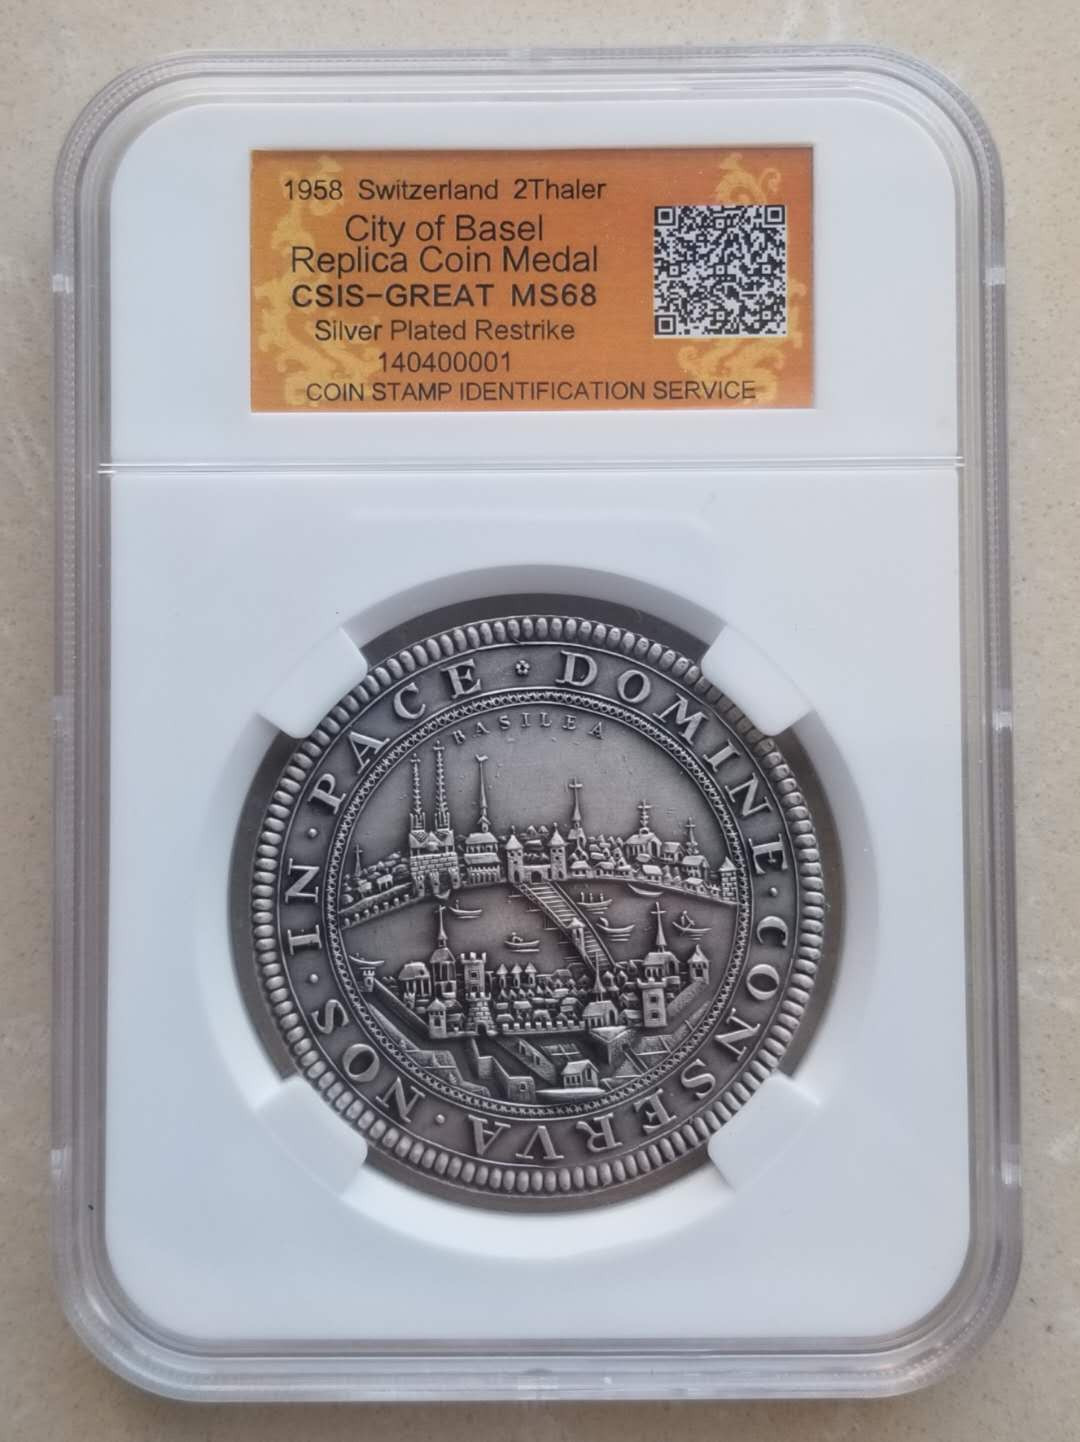 1958 Switzerland 2Thaler
City of Basel
Replica Coin Medal
CSIS-GREAT MS68
Silver Plated Restrike
140400001
COIN STAMP IDENTIFICATION SERVICE
DOMINE · CONSERVA · NOS · IN · PACE
BASILEA